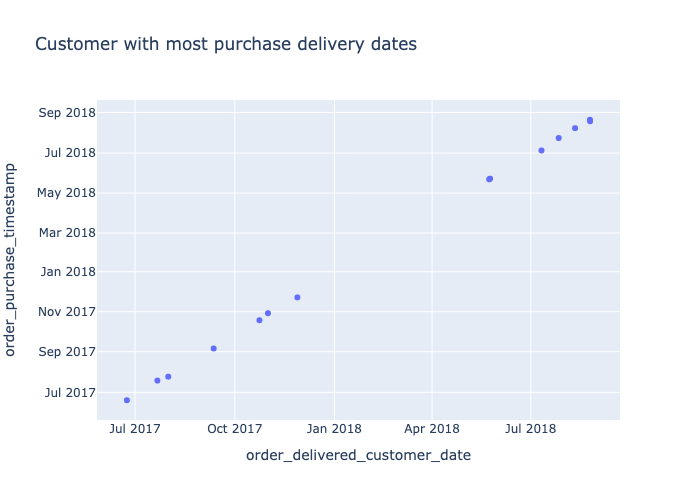 Customer with most purchase delivery dates
order_purchase_timestamp
Sep 2018
Jul 2018
May 2018
Mar 2018
Jan 2018
Nov 2017
Sep 2017
Jul 2017
Jul 2017
Oct 2017
Jan 2018
Apr 2018
Jul 2018
order_delivered_customer_date